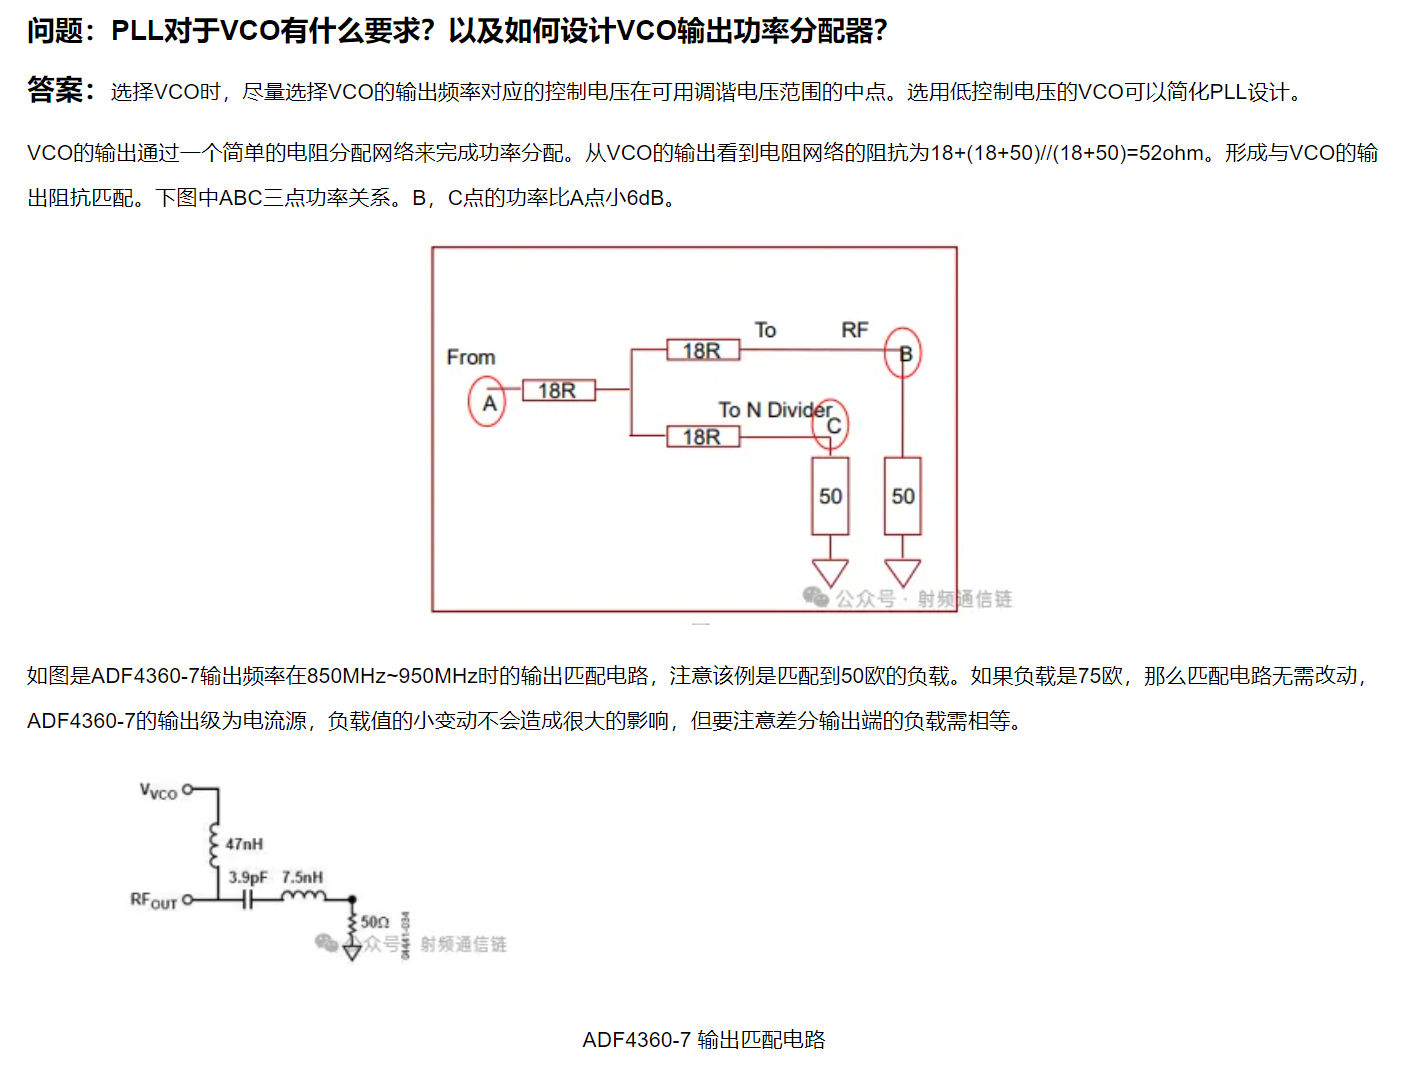 问题：PLL对于VCO有什么要求？以及如何设计VCO输出功率分配器？
答案：选择VCO时，尽量选择VCO的输出频率对应的控制电压在可用调谐电压范围的中点。选用低控制电压的VCO可以简化PLL设计。
VCO的输出通过一个简单的电阻分配网络来完成功率分配。从VCO的输出看到电阻网络的阻抗为18+(18+50)//(18+50)=52ohm。形成与VCO的输
出阻抗匹配。下图中ABC三点功率关系。B，C点的功率比A点小6dB。
To RF
18R
B
From
18R
A
To N Divider
C
18R
50
50
公众号 · 射频通信链
如图是ADF4360-7输出频率在850MHz~950MHz时的输出匹配电路，注意该例是匹配到50欧的负载。如果负载是75欧，那么匹配电路无需改动，
ADF4360-7的输出级为电流源，负载值的小变动不会造成很大的影响，但要注意差分输出端的负载需相等。
VVCO
47nH
3.9pF 7.5nH
RFOUT
50Ω
04441-034
公众号 · 射频通信链
ADF4360-7 输出匹配电路